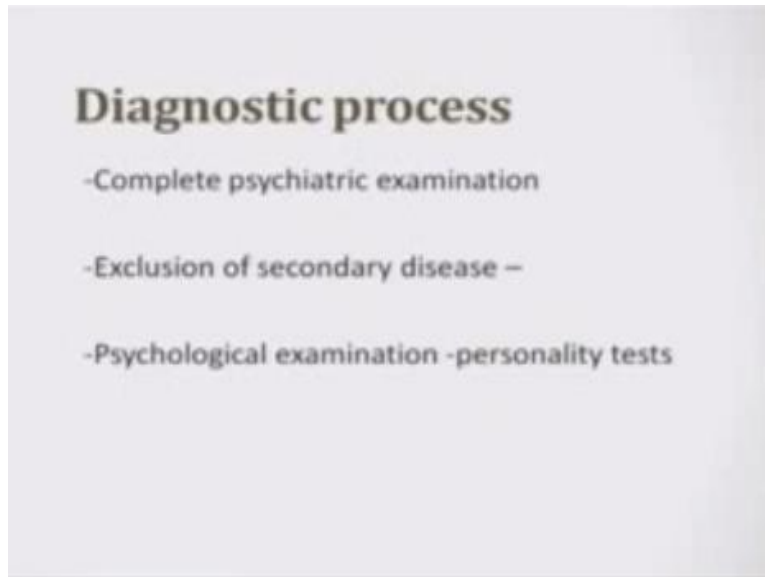 Diagnostic process
-Complete psychiatric examination
-Exclusion of secondary disease –
-Psychological examination -personality tests